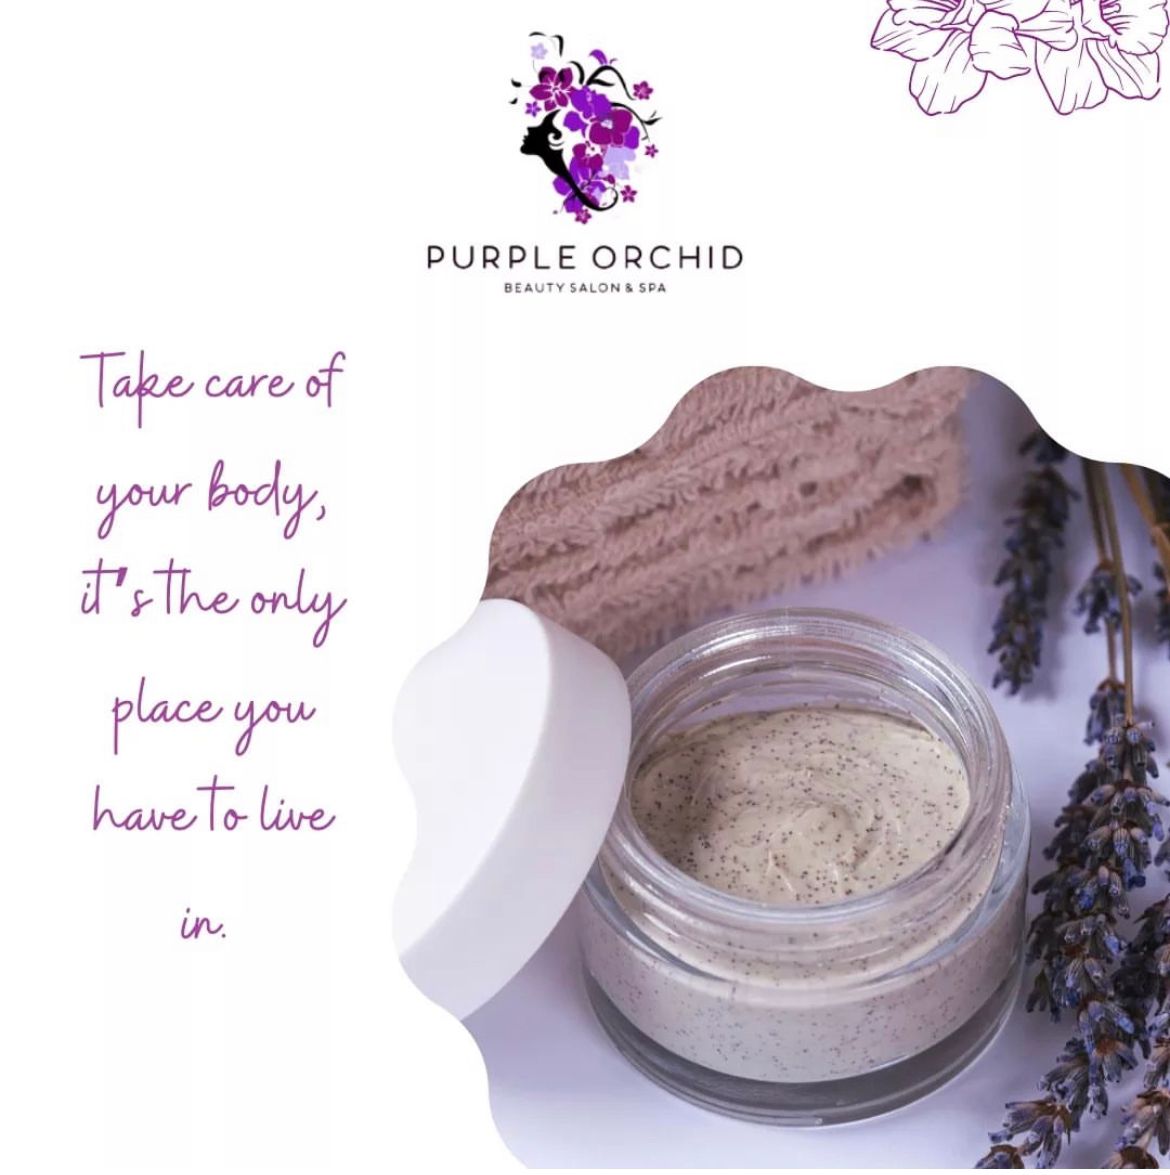 PURPLE ORCHID
BEAUTY SALON & SPA
Take care of
your body,
it's the only
place you
have to live
in.